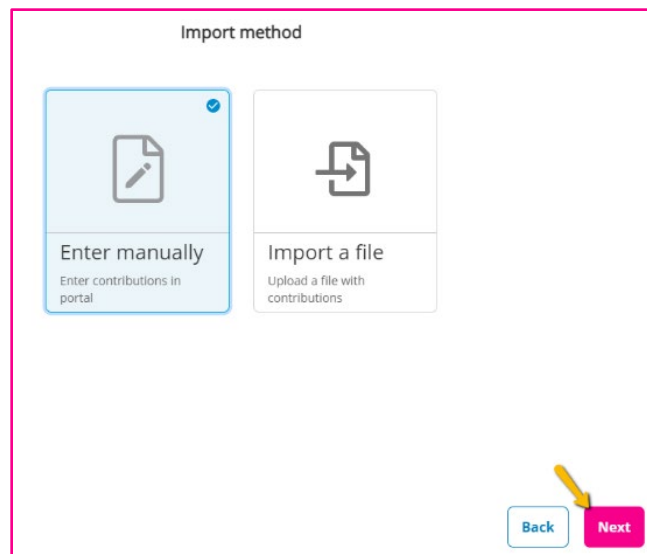 Import method
Enter manually
Enter contributions in
portal
Import a file
Upload a file with
contributions
Back
Next